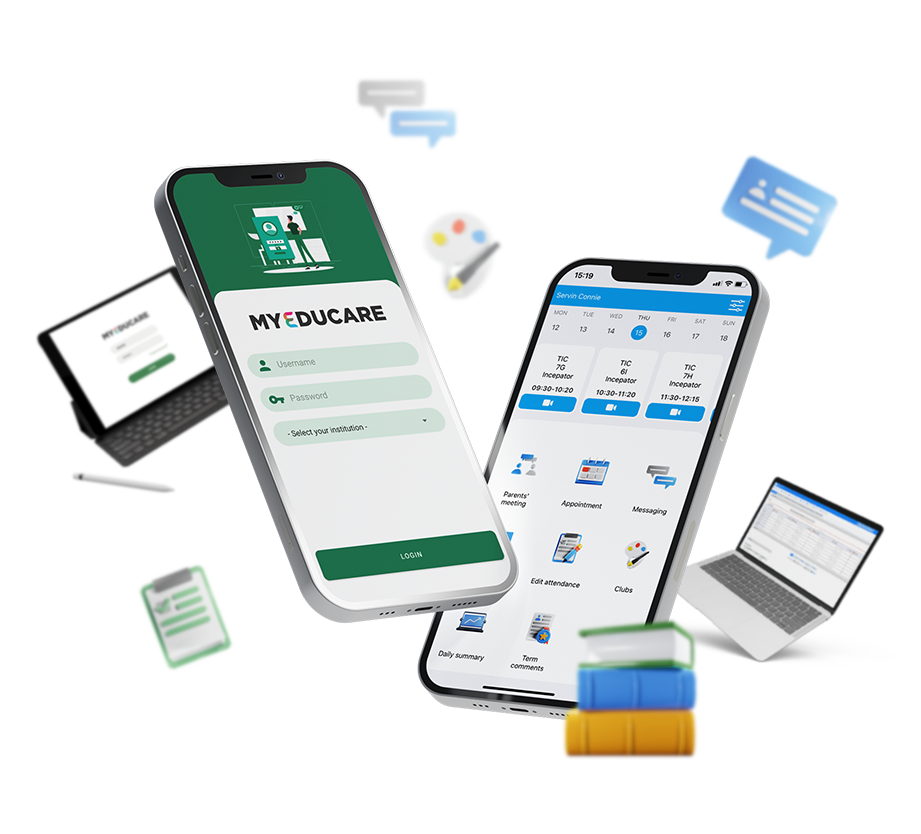 MYEDUCARE
Username
Password
- Select your institution -
LOGIN
MYEDUCARE
15:19
Servin Connie
MON TUE WED THU FRI SAT SUN
12 13 14 15 16 17 18
TIC
7G
Incepator
09:30-10:20
TIC
6I
Incepator
10:30-11:20
TIC
7H
Incepator
11:30-12:15
Parents'
meeting
Appointment
Messaging
Edit attendance
Clubs
Daily summary
Term
comments